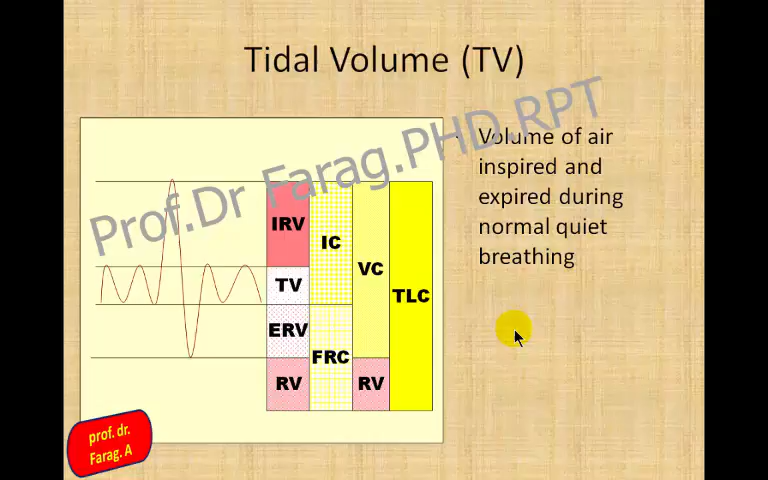 Tidal Volume (TV)
Prof.Dr Farag.PHD.RPT
Volume of air
inspired and
expired during
normal quiet
breathing
IRV
IC
VC
TLC
TV
ERV
FRC
RV
RV
prof. dr.
Farag. A